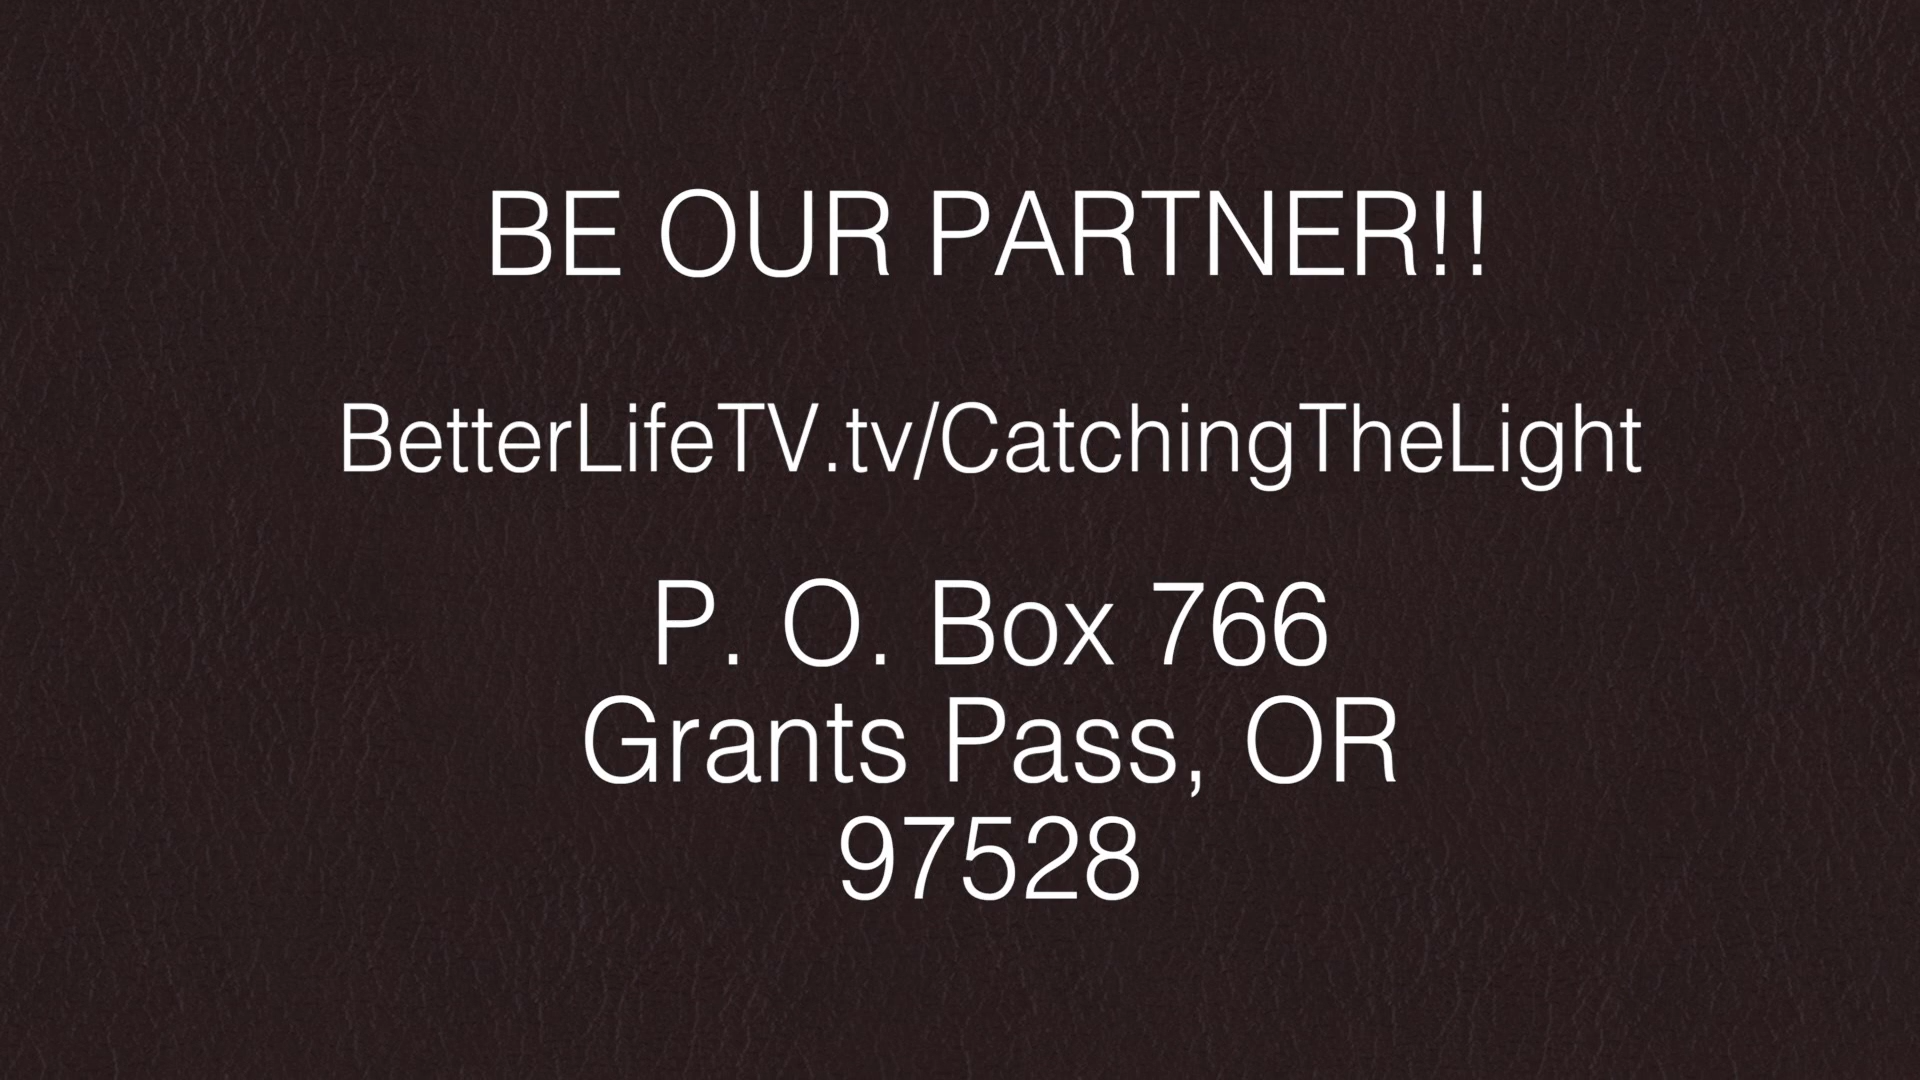 BE OUR PARTNER!!
BetterLifeTV.tv/CatchingTheLight
P. O. Box 766
Grants Pass, OR
97528